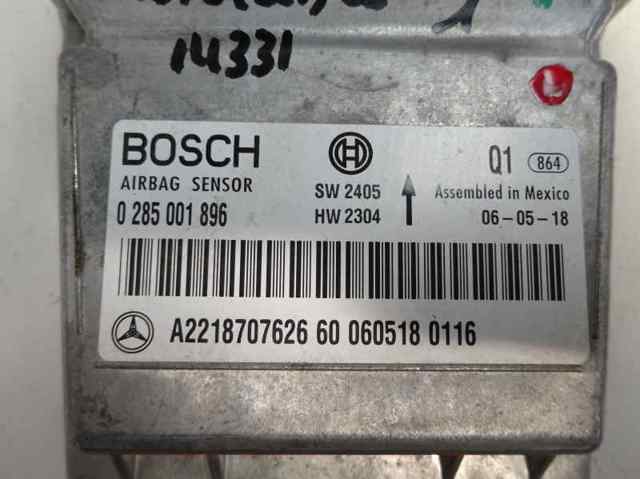 14331
BOSCH
Q1 864
AIRBAG SENSOR
SW 2405
Assembled in Mexico
0 285 001 896
HW 2304
06-05-18
A2218707626 60 060518 0116